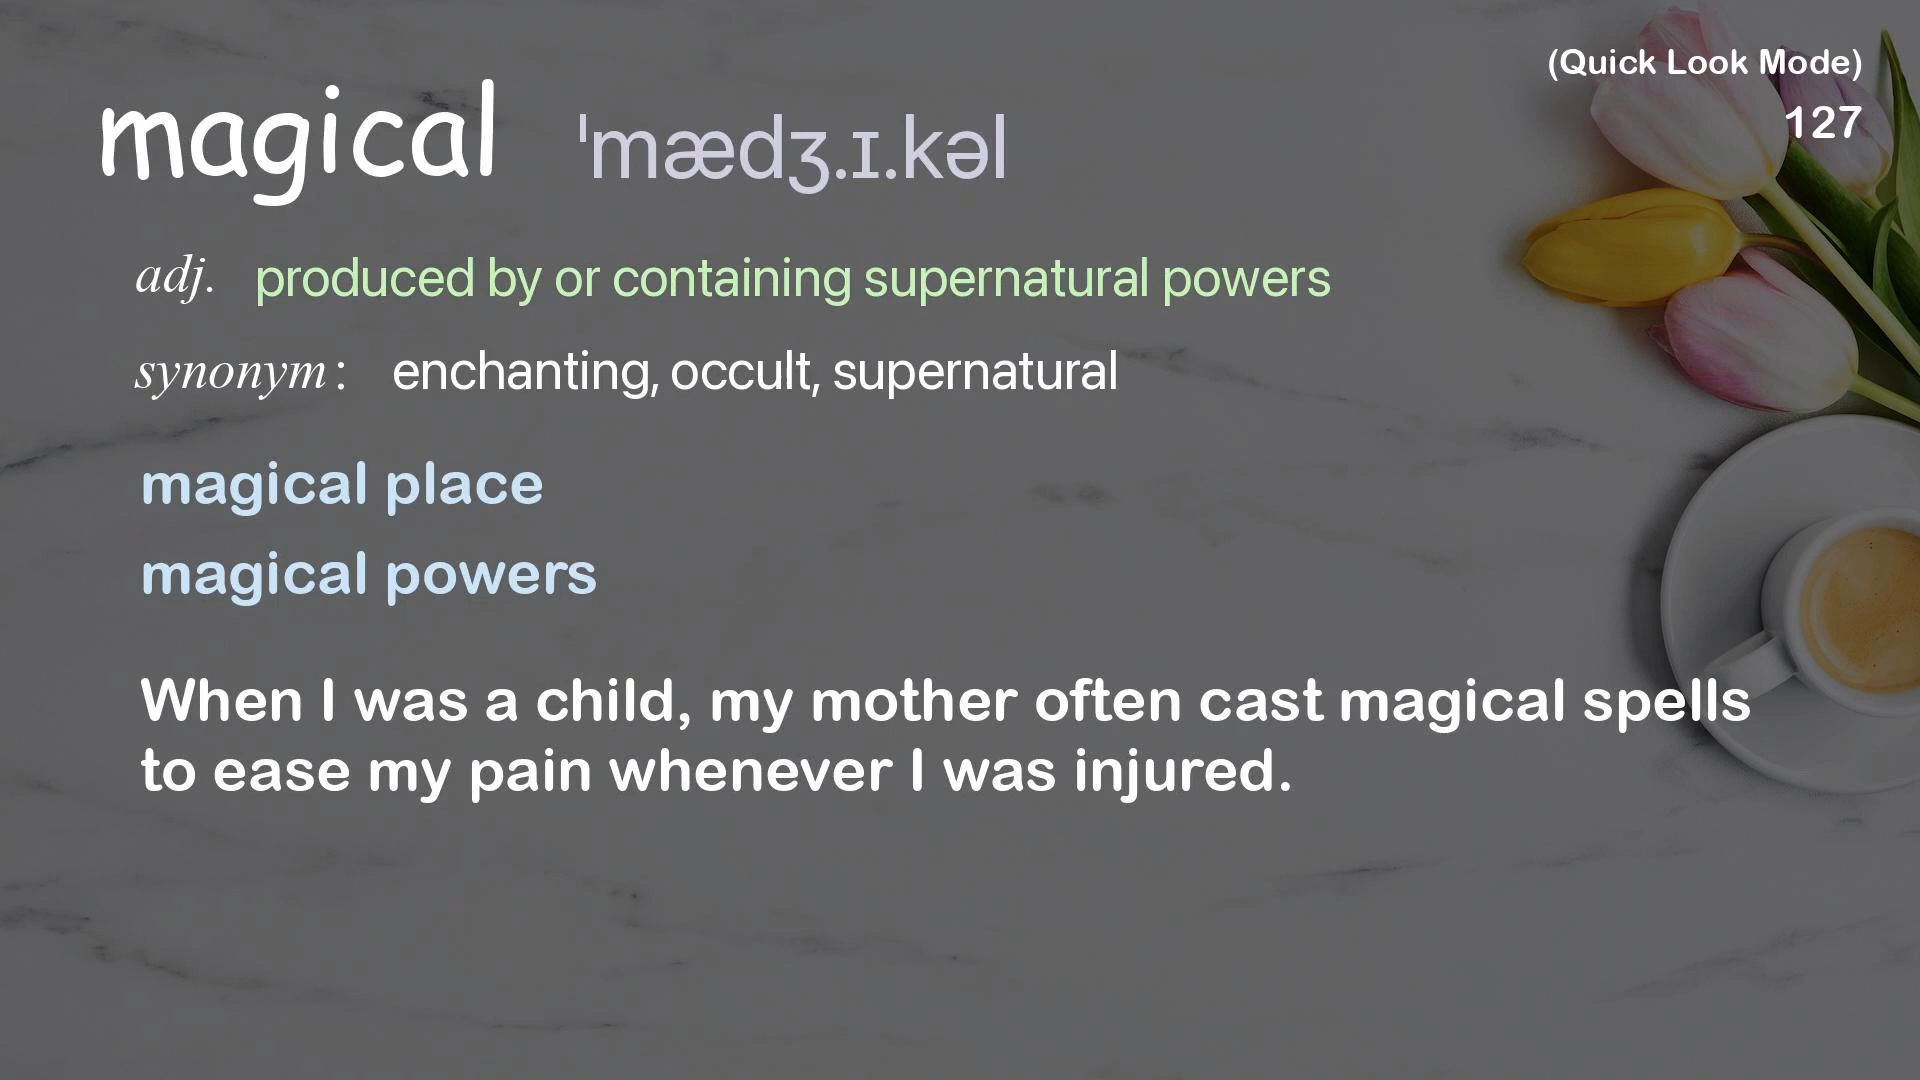 (Quick Look Mode)
127
magical ˈmædʒ.ɪ.kəl
adj. produced by or containing supernatural powers
synonym: enchanting, occult, supernatural
magical place
magical powers
When I was a child, my mother often cast magical spells
to ease my pain whenever I was injured.